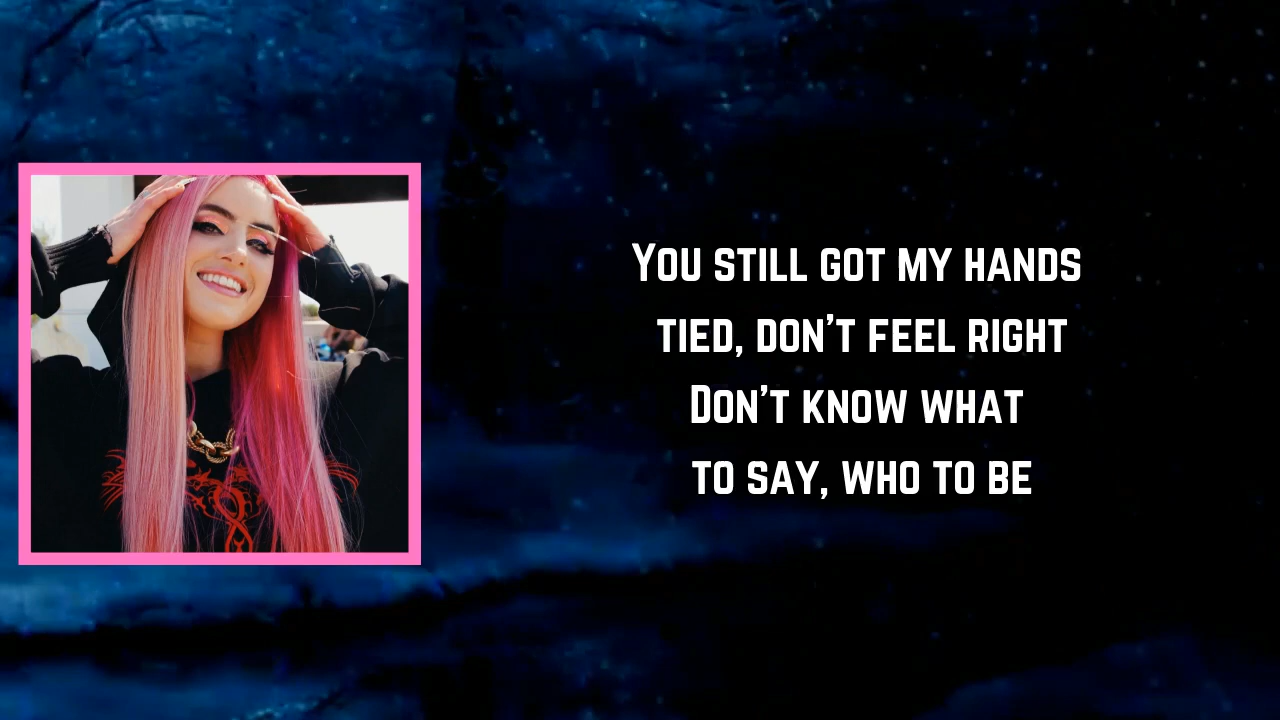 You still got my hands
tied, don't feel right
Don't know what
to say, who to be